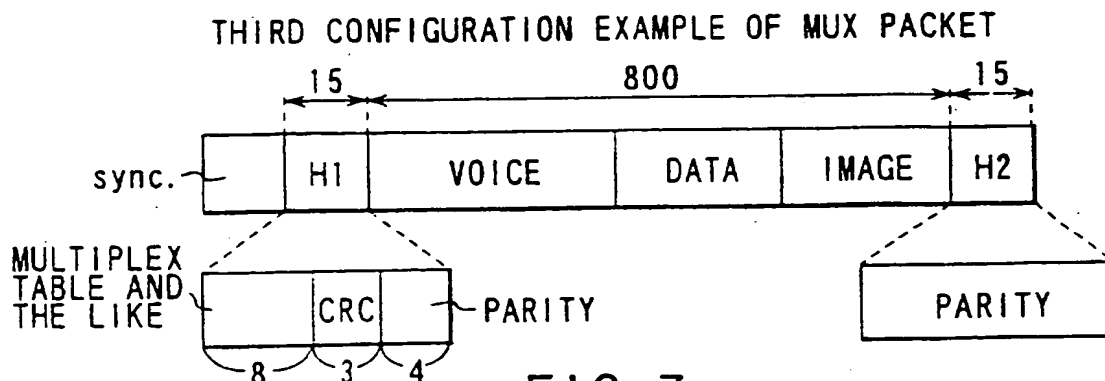 THIRD CONFIGURATION EXAMPLE OF MUX PACKET
15 800 15
sync. H1 VOICE DATA IMAGE H2
MULTIPLEX
TABLE AND
THE LIKE
CRC PARITY PARITY
8 3 4